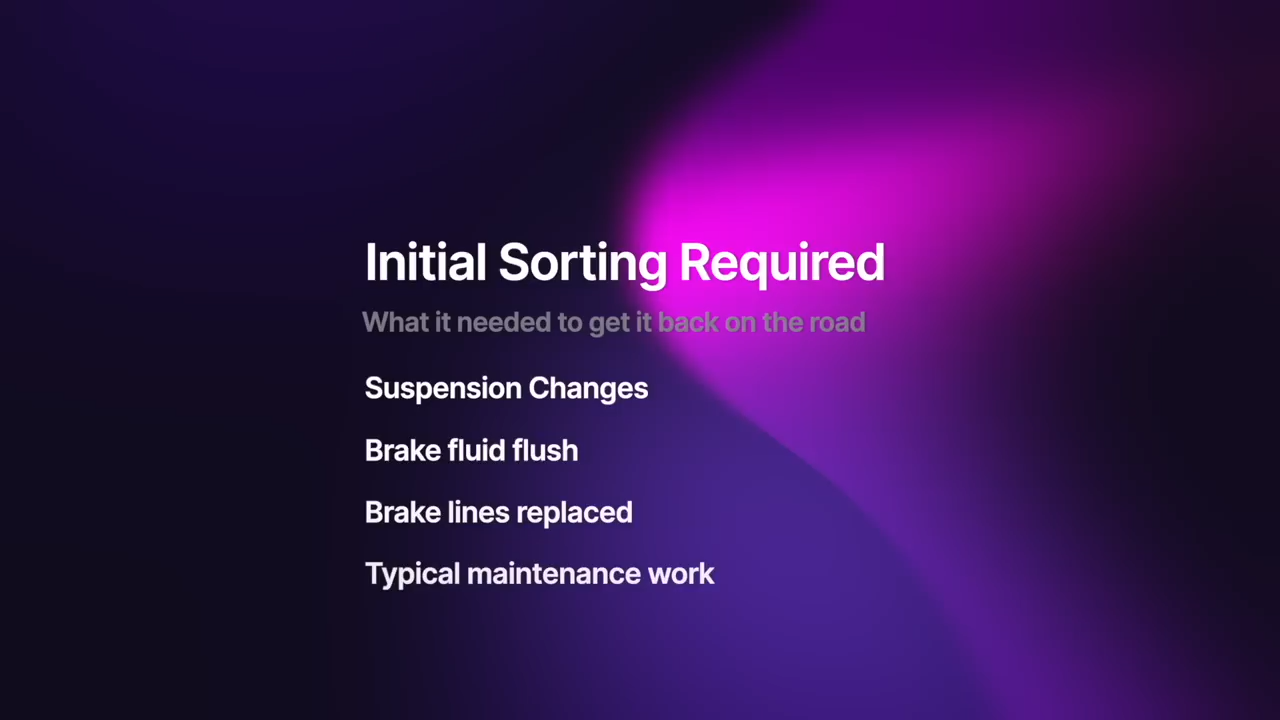 Initial Sorting Required
What it needed to get it back on the road
Suspension Changes
Brake fluid flush
Brake lines replaced
Typical maintenance work